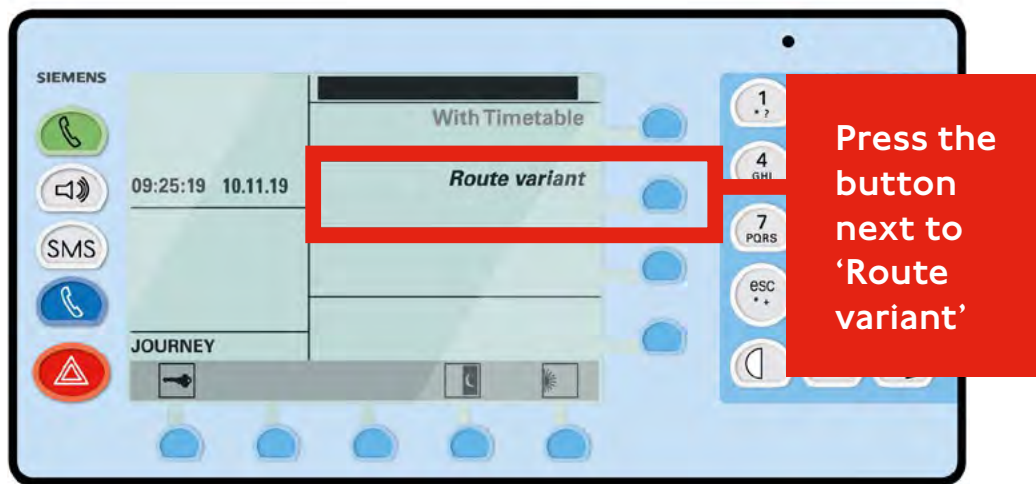 SIEMENS
With Timetable
09:25:19 10.11.19
Route variant
SMS
JOURNEY
1
* ?
4
GHI
7
PQRS
esc
* +
Press the
button
next to
‘Route
variant’